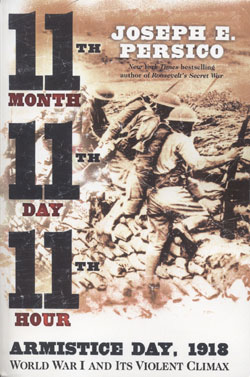 JOSEPH E.
PERSICO
New York Times bestselling
author of Roosevelt's Secret War
11TH
MONTH
11TH
DAY
11TH
HOUR
ARMISTICE DAY, 1918
WORLD WAR I AND ITS VIOLENT CLIMAX